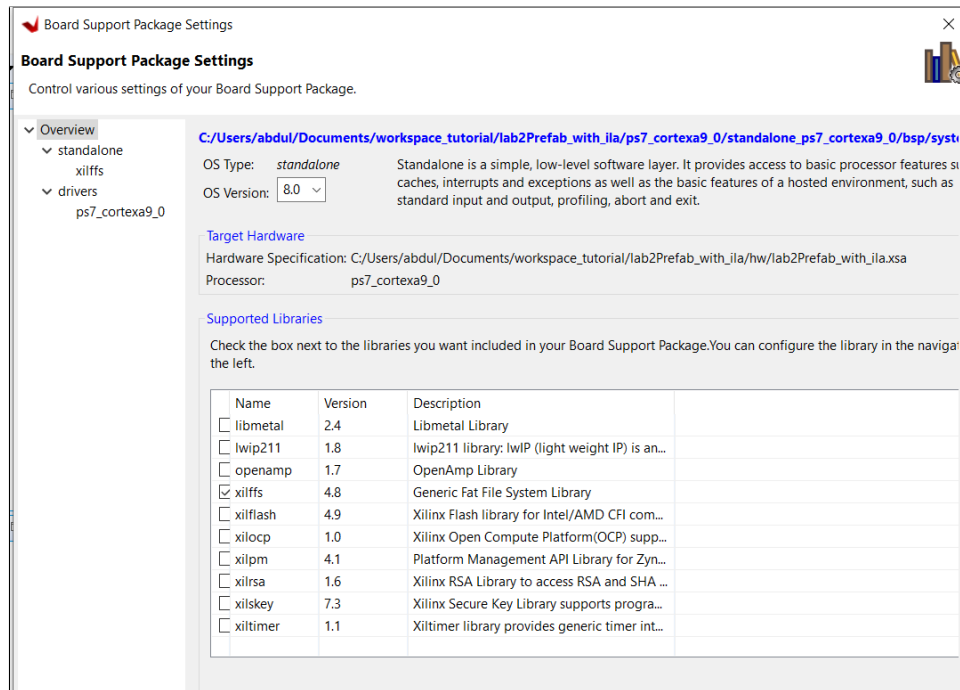 Board Support Package Settings
Board Support Package Settings
Control various settings of your Board Support Package.
Overview
standalone
xilffs
drivers
ps7_cortexa9_0
C:/Users/abdul/Documents/workspace_tutorial/lab2Prefab_with_ila/ps7_cortexa9_0/standalone_ps7_cortexa9_0/bsp/syst
OS Type: standalone
OS Version: 8.0
Standalone is a simple, low-level software layer. It provides access to basic processor features su
caches, interrupts and exceptions as well as the basic features of a hosted environment, such as
standard input and output, profiling, abort and exit.
Target Hardware
Hardware Specification: C:/Users/abdul/Documents/workspace_tutorial/lab2Prefab_with_ila/hw/lab2Prefab_with_ila.xsa
Processor: ps7_cortexa9_0
Supported Libraries
Check the box next to the libraries you want included in your Board Support Package.You can configure the library in the navigat
the left.
Name Version Description
libmetal 2.4 Libmetal Library
lwip211 1.8 lwip211 library: lwIP (light weight IP) is an...
openamp 1.7 OpenAmp Library
xilffs 4.8 Generic Fat File System Library
xilflash 4.9 Xilinx Flash library for Intel/AMD CFI com...
xilocp 1.0 Xilinx Open Compute Platform(OCP) supp...
xilpm 4.1 Platform Management API Library for Zyn...
xilrsa 1.6 Xilinx RSA Library to access RSA and SHA ...
xilskey 7.3 Xilinx Secure Key Library supports progra...
xiltimer 1.1 Xiltimer library provides generic timer int...